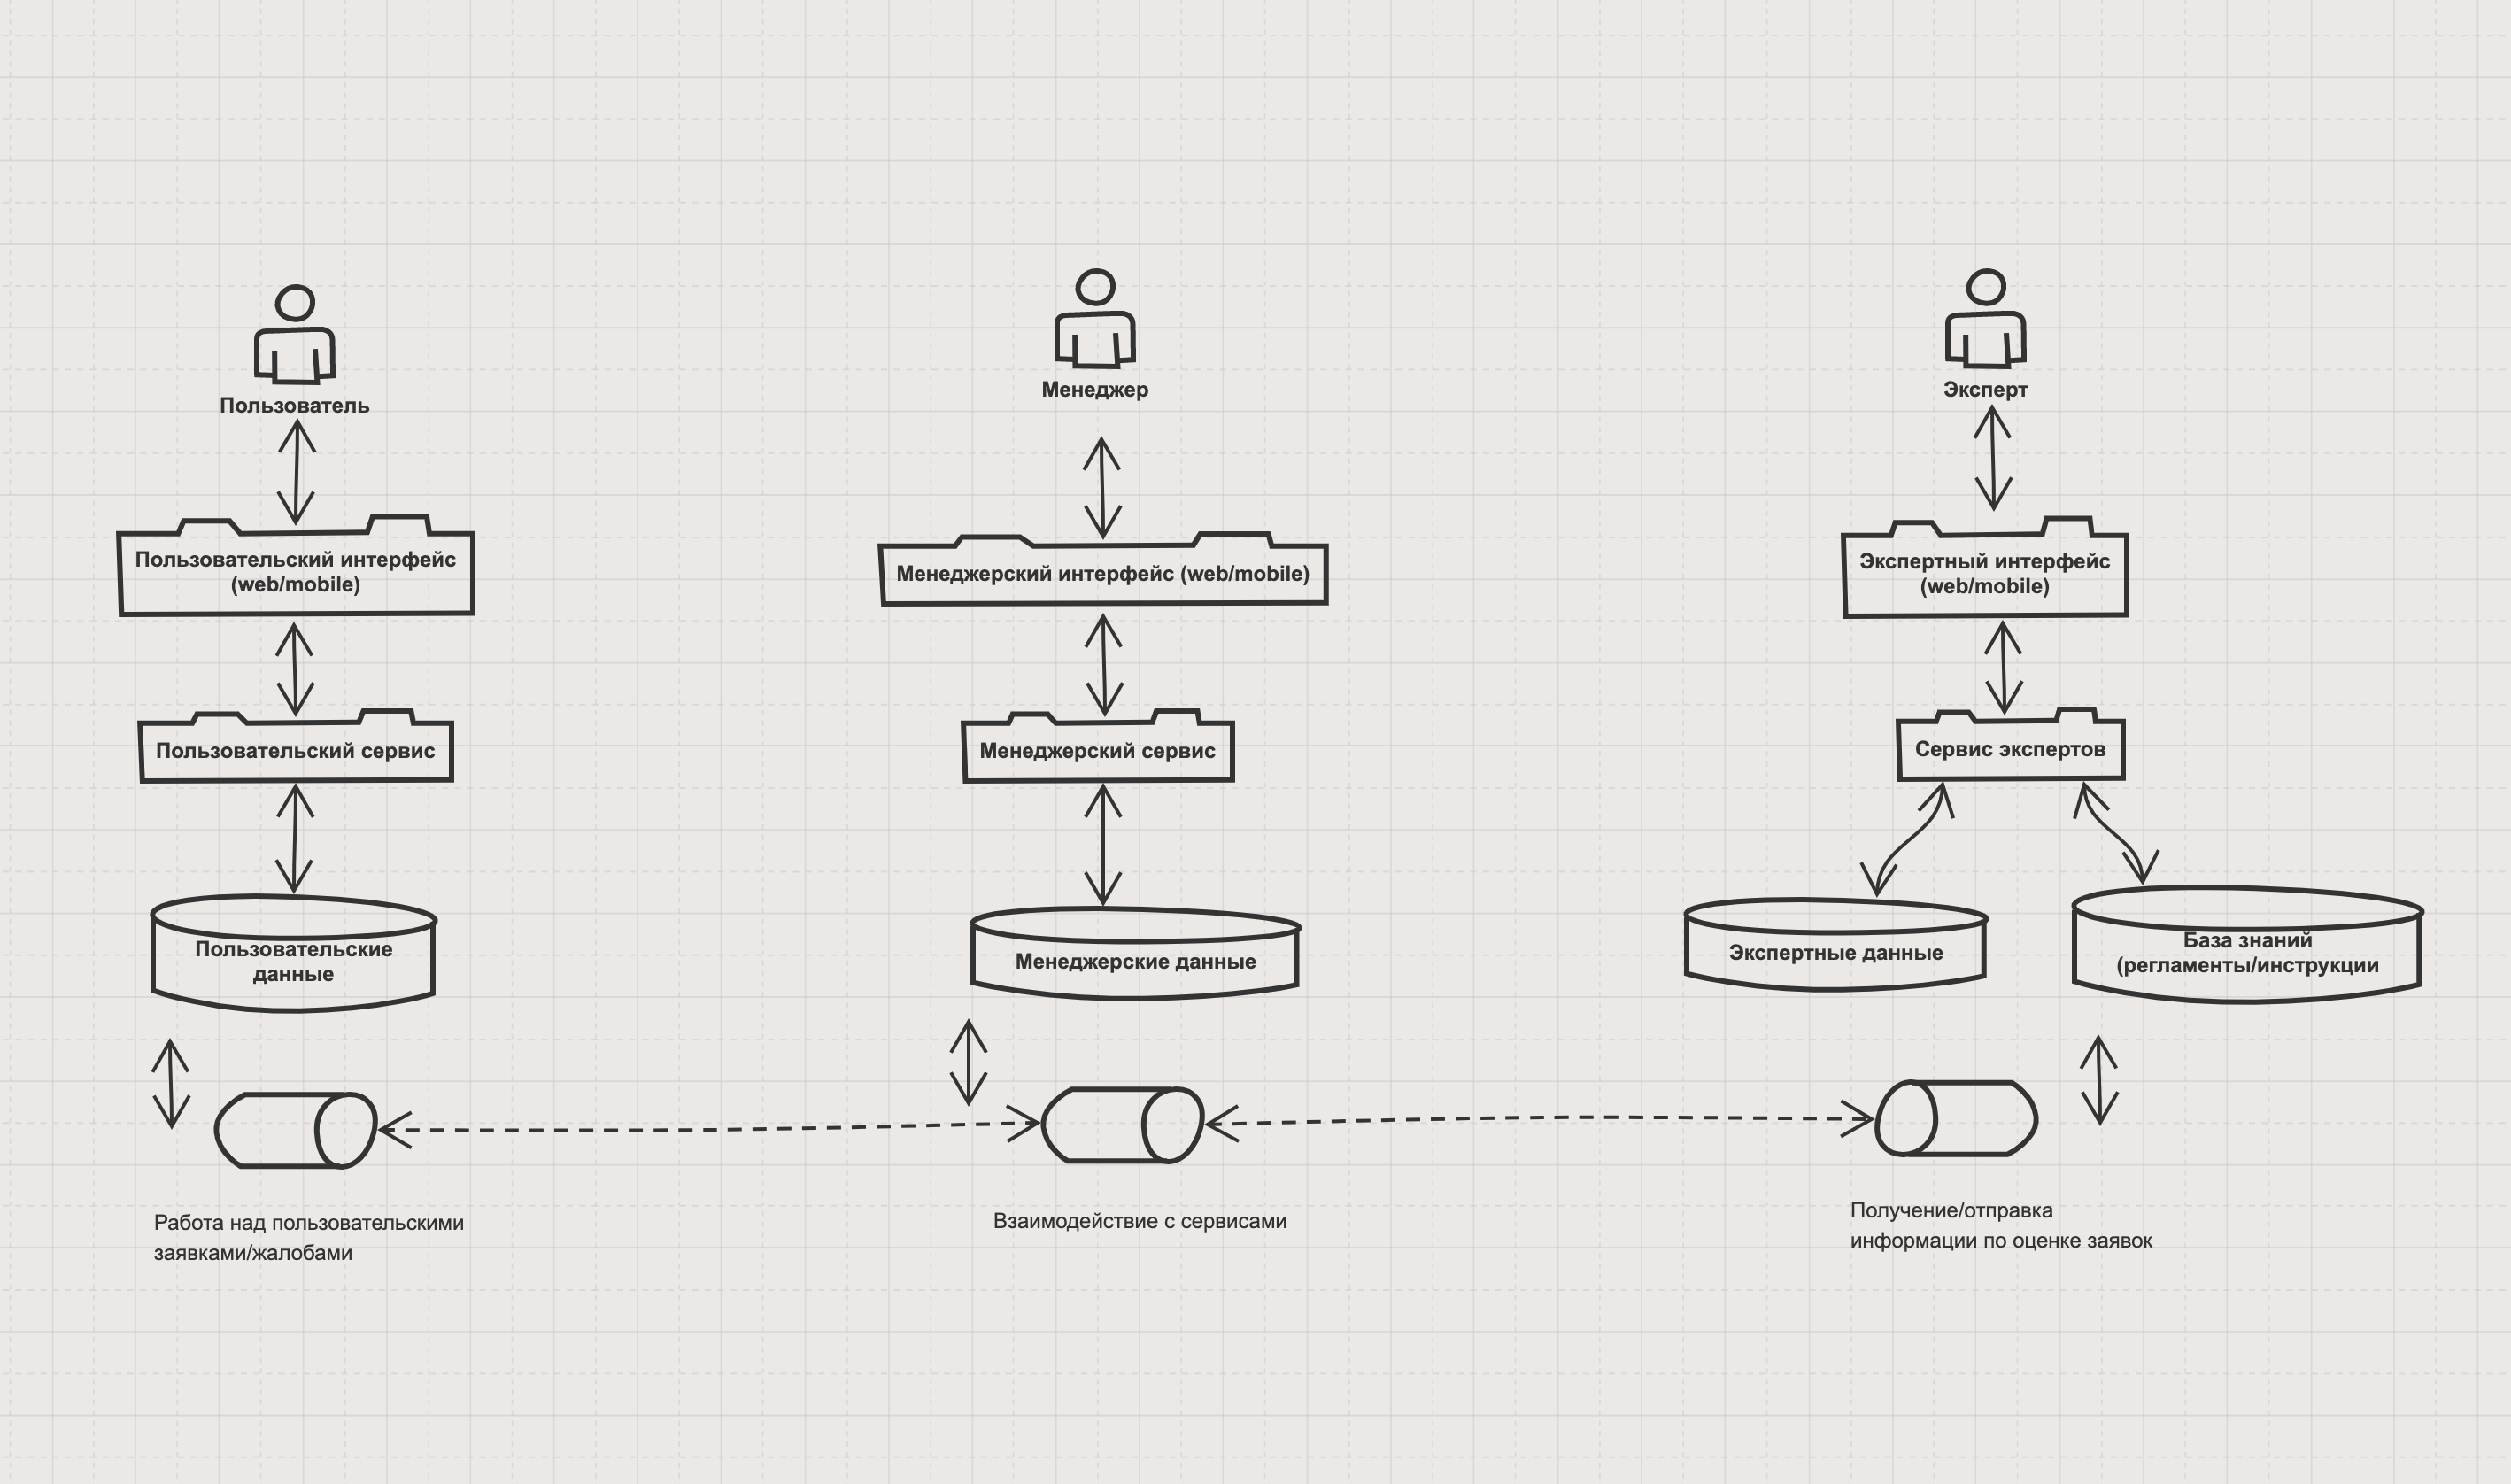 Пользователь
Менеджер
Эксперт
Пользовательский интерфейс
(web/mobile)
Менеджерский интерфейс (web/mobile)
Экспертный интерфейс
(web/mobile)
Пользовательский сервис
Менеджерский сервис
Сервис экспертов
Пользовательские
данные
Менеджерские данные
Экспертные данные
База знаний
(регламенты/инструкции
Работа над пользовательскими
заявками/жалобами
Взаимодействие с сервисами
Получение/отправка
информации по оценке заявок